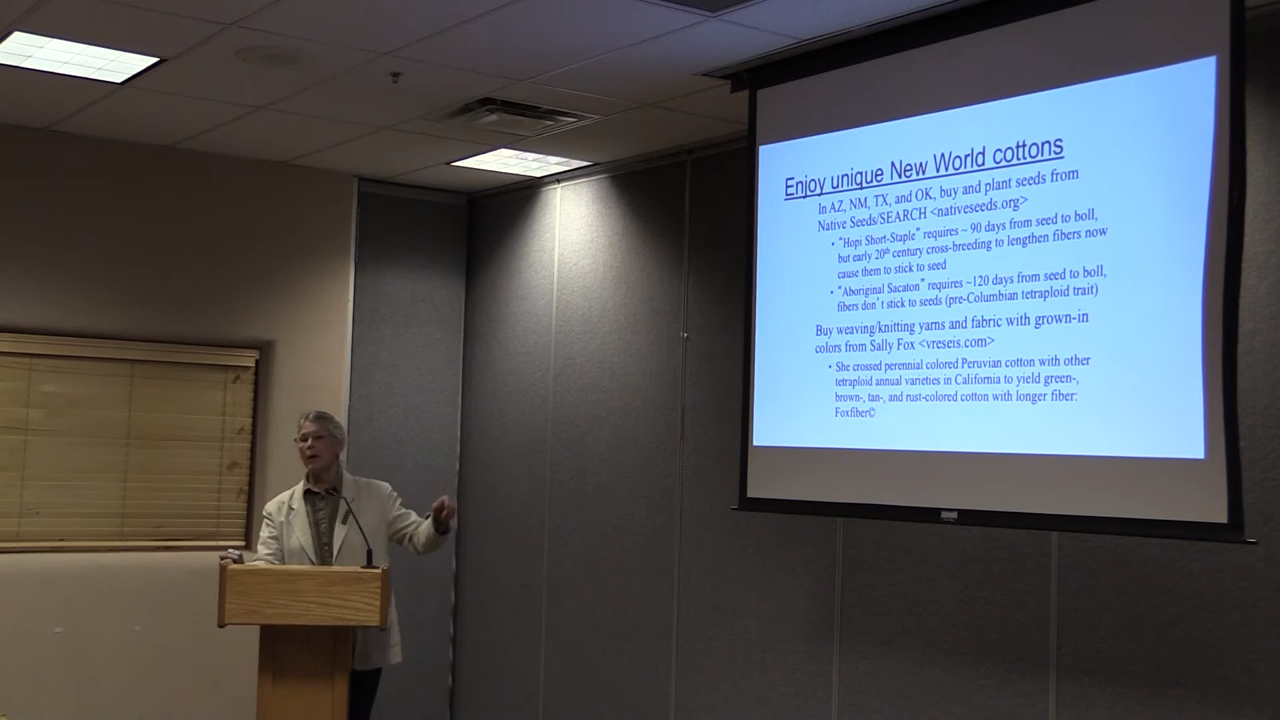 Enjoy unique New World cottons
In AZ, NM, TX, and OK, buy and plant seeds from
Native Seeds/SEARCH <nativeseeds.org>
• “Hopi Short-Staple” requires ~ 90 days from seed to boll,
but early 20th century cross-breeding to lengthen fibers now
cause them to stick to seed
• “Aboriginal Sacaton” requires ~120 days from seed to boll,
fibers don’t stick to seeds (pre-Columbian tetraploid trait)
Buy weaving/knitting yarns and fabric with grown-in
colors from Sally Fox <vreseis.com>
• She crossed perennial colored Peruvian cotton with other
tetraploid annual varieties in California to yield green-,
brown-, tan-, and rust-colored cotton with longer fiber:
Foxfiber©